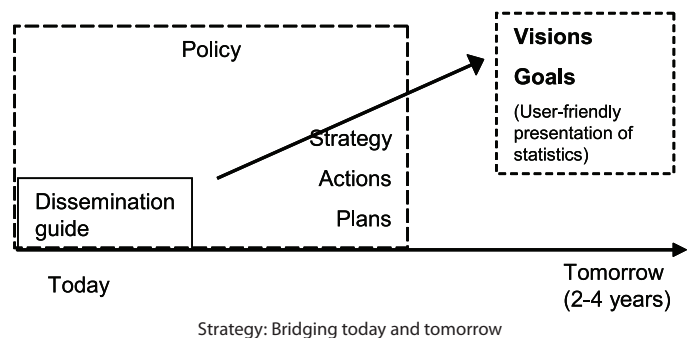 Policy
Visions
Goals
(User-friendly
presentation of
statistics)
Strategy
Actions
Plans
Dissemination
guide
Today
Tomorrow
(2-4 years)
Strategy: Bridging today and tomorrow